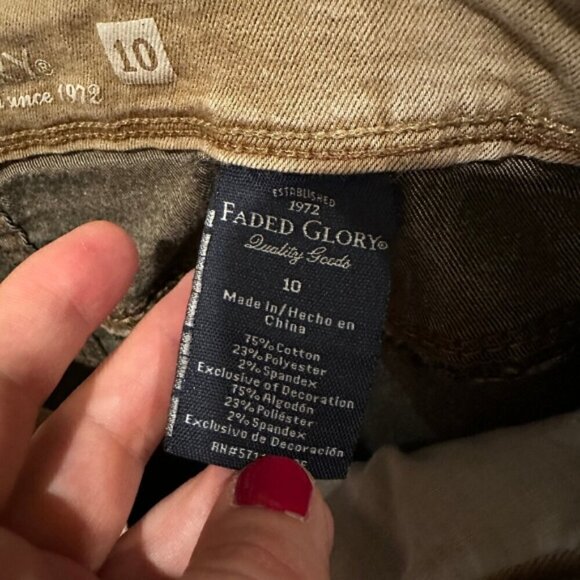 10
since 1972
ESTABLISHED
1972
FADED GLORY®
Quality Goods
10
Made in/Hecho en
China
75% Cotton
23% Polyester
2% Spandex
Exclusive of Decoration
75% Algodón
23% Poliéster
2% Spandex
Exclusivo de Decoración